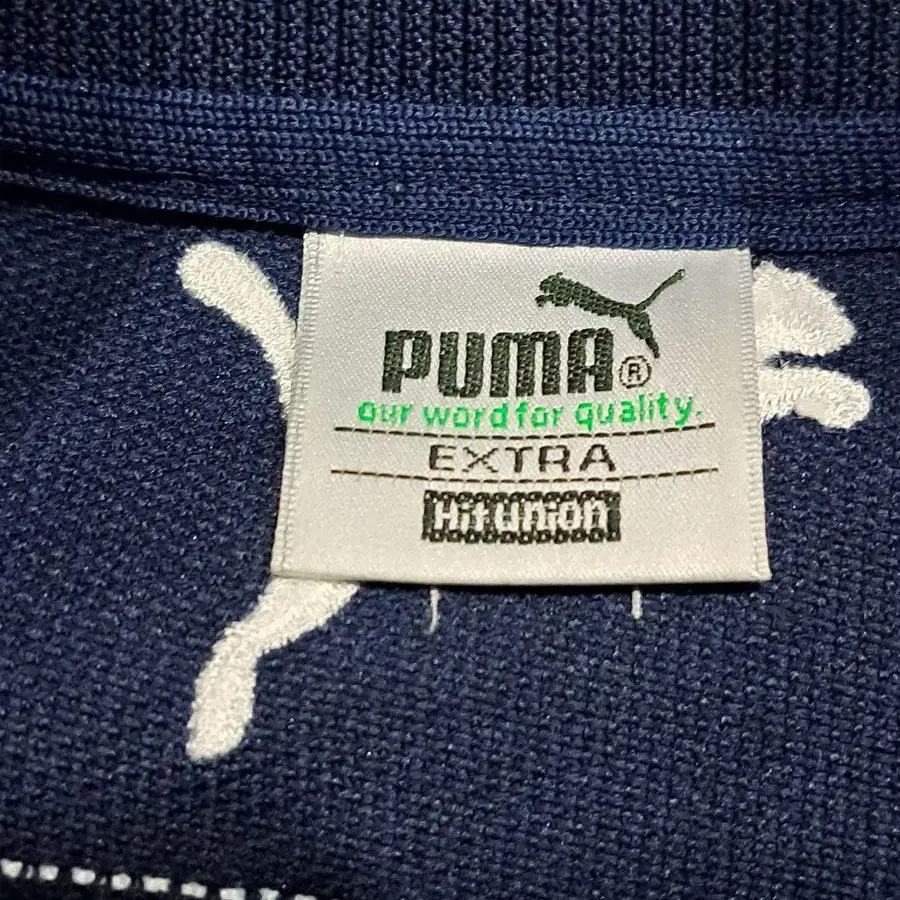 PUMA®
our word for quality.
EXTRA
Hit union